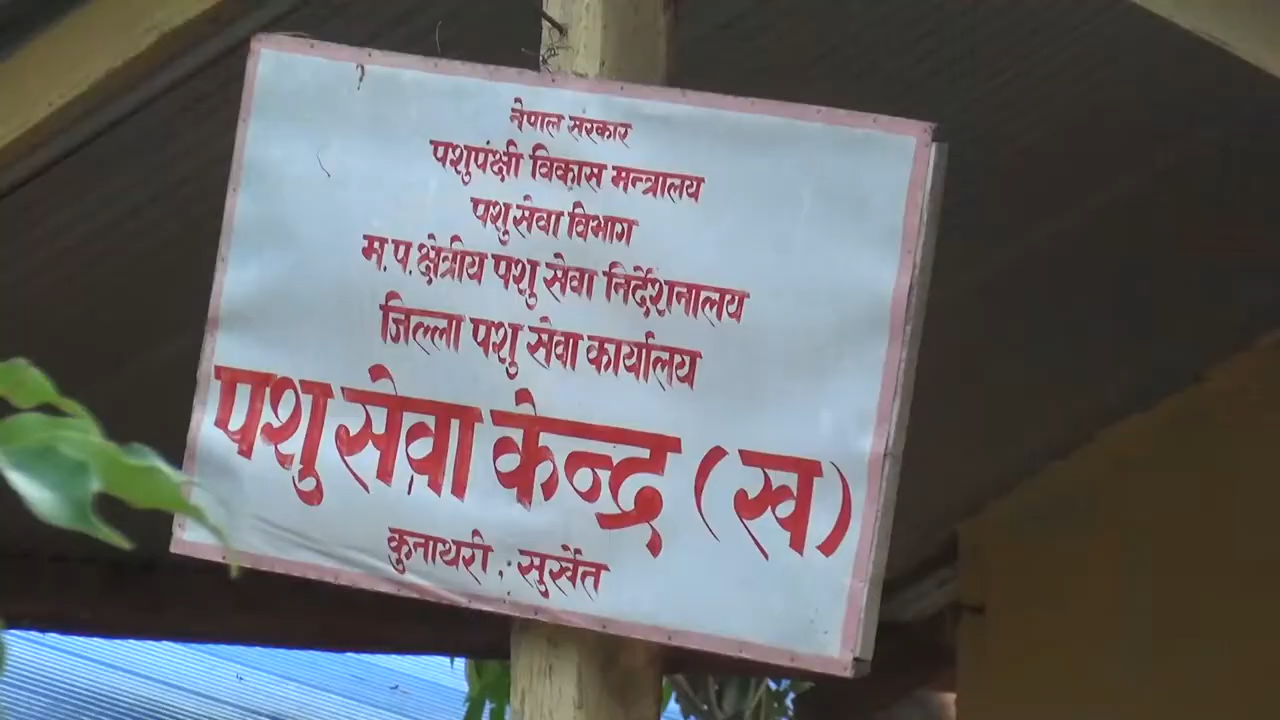 नेपाल सरकार
पशुपंक्षी विकास मन्त्रालय
पशु सेवा विभाग
म.प.क्षेत्रीय पशु सेवा निर्देशनालय
जिल्ला पशु सेवा कार्यालय
पशु सेवा केन्द्र (ख)
कुनाथरी, सुर्खेत